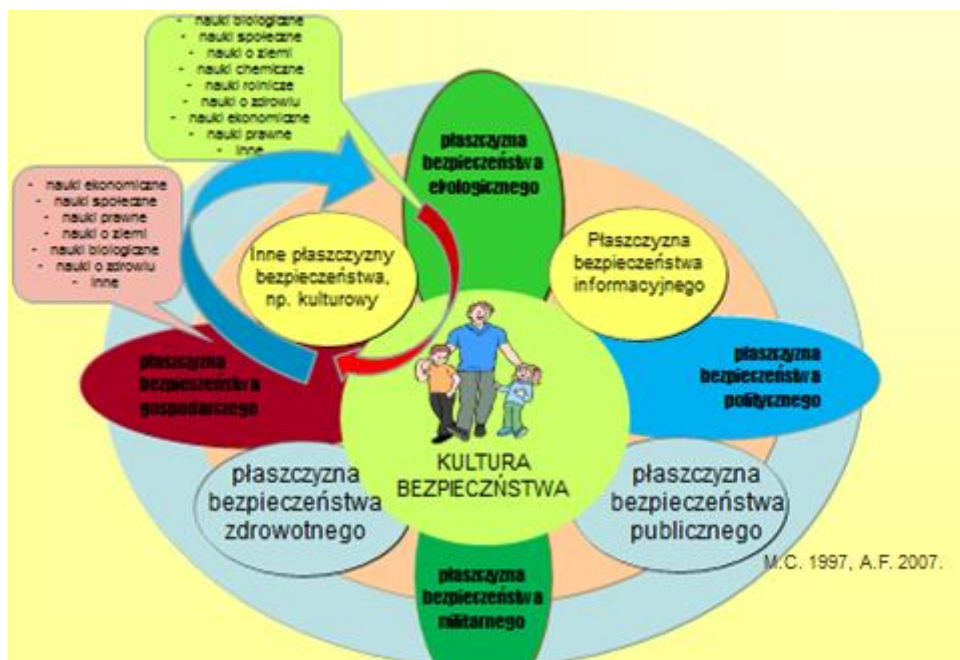 - nauki biologiczne
- nauki społeczne
- nauki o ziemi
- nauki chemiczne
- nauki rolnicze
- nauki o zdrowiu
- nauki ekonomiczne
- nauki prawne
- inne
- nauki ekonomiczne
- nauki społeczne
- nauki prawne
- nauki o ziemi
- nauki biologiczne
- nauki o zdrowiu
- inne
płaszczyzna
bezpieczeństwa
ekologicznego
Inne płaszczyzny
bezpieczeństwa,
np. kulturowy
Płaszczyzna
bezpieczeństwa
informacyjnego
płaszczyzna
bezpieczeństwa
gospodarczego
płaszczyzna
bezpieczeństwa
politycznego
KULTURA
BEZPIECZŃSTWA
płaszczyzna
bezpieczeństwa
zdrowotnego
płaszczyzna
bezpieczeństwa
publicznego
M.C. 1997, A.F. 2007.
płaszczyzna
bezpieczeństwa
militarnego